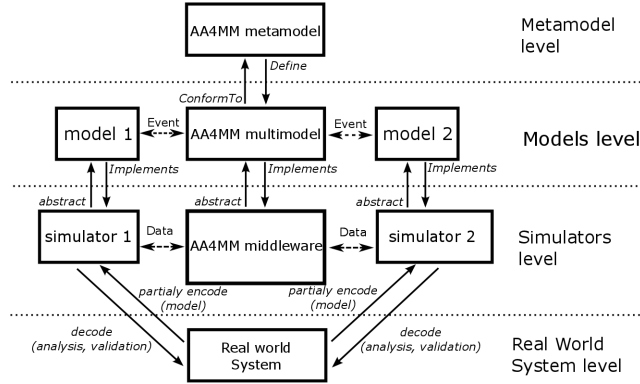 AA4MM metamodel
Metamodel
level
Define
ConformTo
model 1
Event
AA4MM multimodel
Event
model 2
Models level
Implements
Implements
Implements
abstract
abstract
abstract
simulator 1
Data
AA4MM middleware
Data
simulator 2
Simulators
level
partialy encode
(model)
partialy encode
(model)
decode
(analysis, validation)
Real world
System
decode
(analysis, validation)
Real World
System level